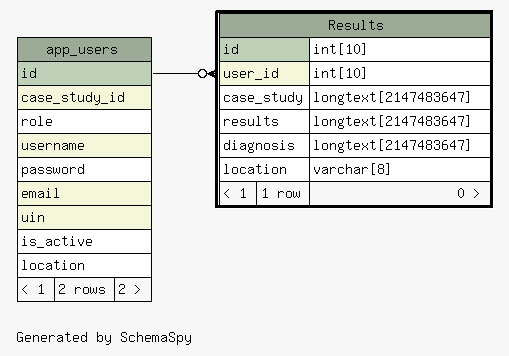 app_users
id
case_study_id
role
username
password
email
uin
is_active
location
< 1 2 rows 2 >
Results
id int[10]
user_id int[10]
case_study longtext[2147483647]
results longtext[2147483647]
diagnosis longtext[2147483647]
location varchar[8]
< 1 1 row 0 >
Generated by SchemaSpy